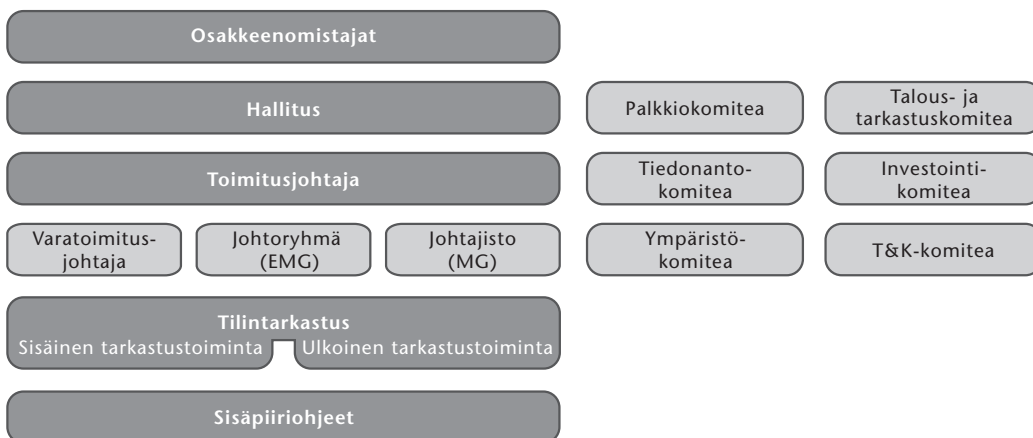 Osakkeenomistajat
Hallitus
Palkkiokomitea
Talous- ja
tarkastuskomitea
Toimitusjohtaja
Tiedonanto-
komitea
Investointi-
komitea
Varatoimitus-
johtaja
Johtoryhmä
(EMG)
Johtajisto
(MG)
Ympäristö-
komitea
T&K-komitea
Tilintarkastus
Sisäinen tarkastustoiminta
Ulkoinen tarkastustoiminta
Sisäpiiriohjeet